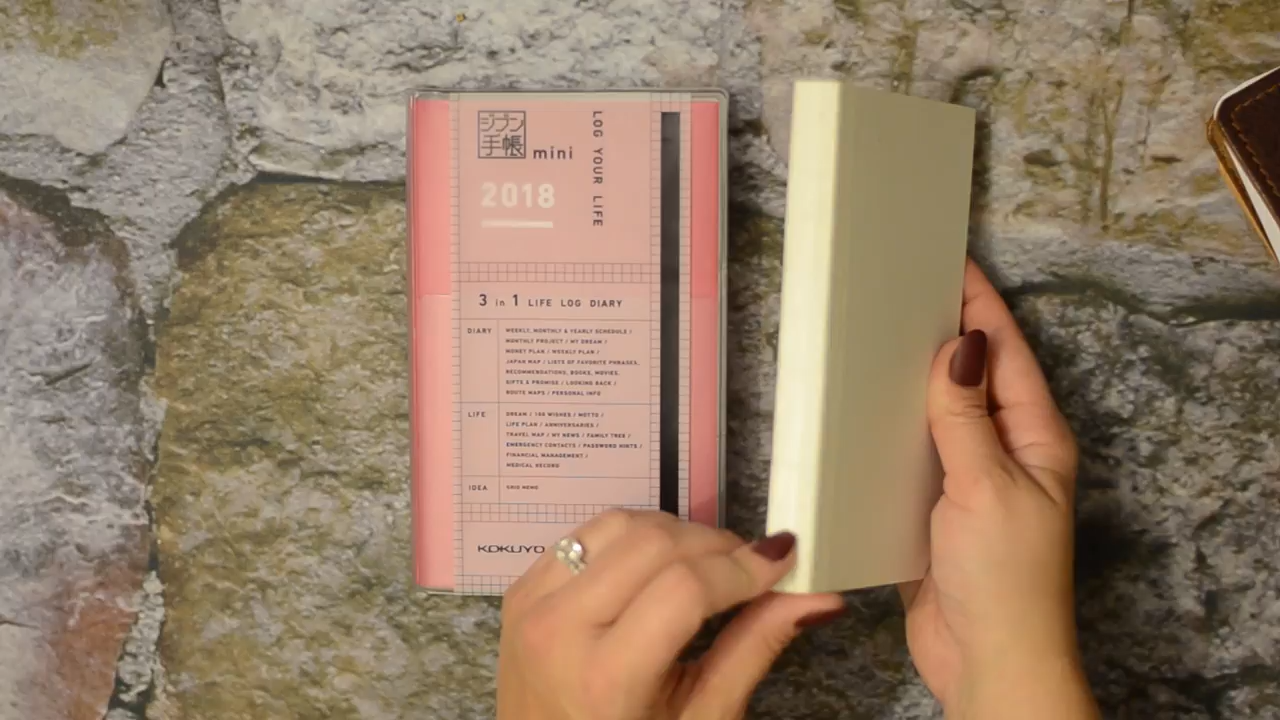 ジブン
手帳 mini
LOG YOUR LIFE
2018
3 in 1 LIFE LOG DIARY
DIARY
WEEKLY, MONTHLY & YEARLY SCHEDULE /
MONTHLY PROJECT / MY DREAM /
MONEY PLAN / WEEKLY PLAN /
JAPAN MAP / LISTS OF FAVORITE PHRASES,
RECOMMENDATIONS, BOOKS, MOVIES,
GIFTS & PROMISE / LOOKING BACK /
ROUTE MAPS / PERSONAL INFO
LIFE
DREAM / 100 WISHES / MOTTO /
LIFE PLAN / ANNIVERSARIES /
TRAVEL MAP / MY NEWS / FAMILY TREE /
EMERGENCY CONTACTS / PASSWORD HINTS /
FINANCIAL MANAGEMENT /
MEDICAL RECORD
IDEA
GRID MEMO
KOKUYO